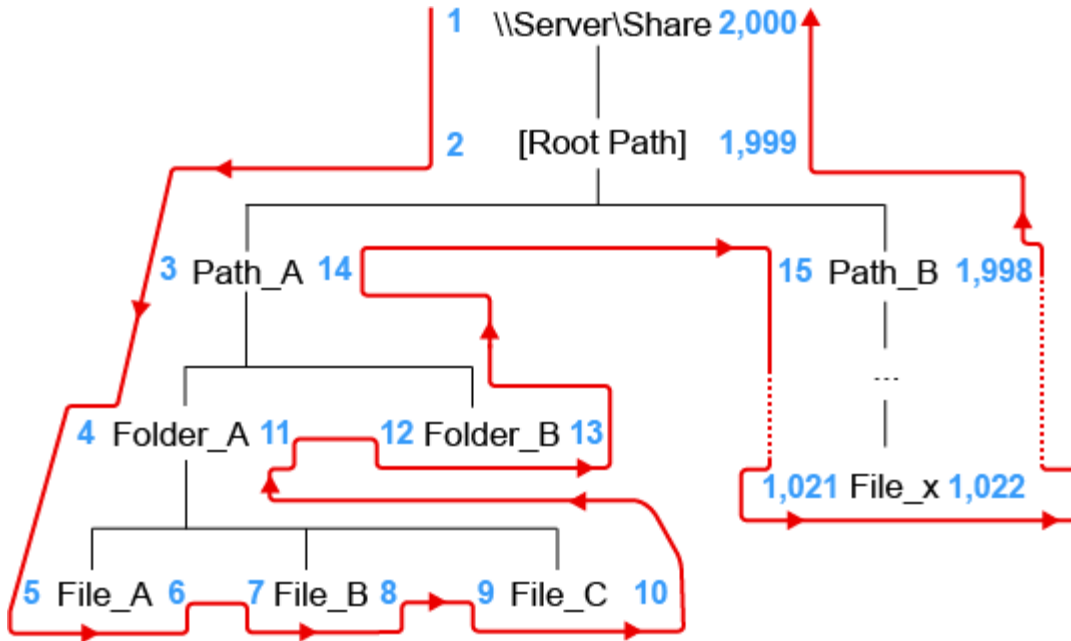 1 \\Server\Share 2,000
2 [Root Path] 1,999
3 Path_A 14 15 Path_B 1,998
...
4 Folder_A 11 12 Folder_B 13
1,021 File_x 1,022
5 File_A 6 7 File_B 8 9 File_C 10